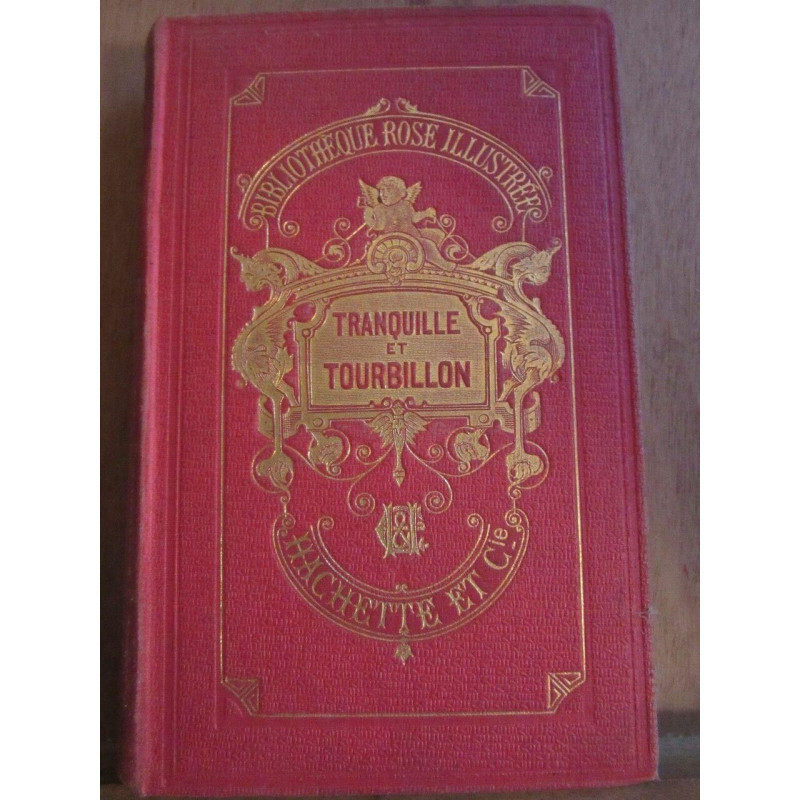 BIBLIOTHÈQUE ROSE ILLUSTRÉE
TRANQUILLE
ET
TOURBILLON
H&C
HACHETTE ET Cie